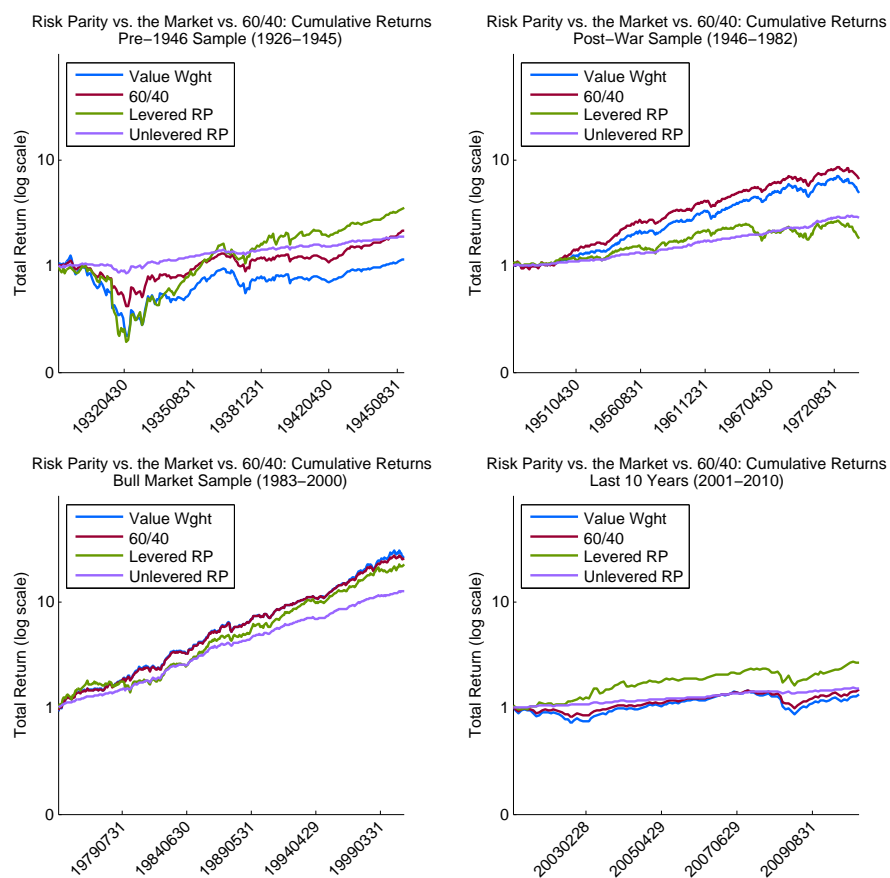 Risk Parity vs. the Market vs. 60/40: Cumulative Returns
Pre−1946 Sample (1926−1945)
Value Wght
60/40
Levered RP
Unlevered RP
Total Return (log scale)
10
1
0
19320430
19350831
19381231
19420430
19450831
Risk Parity vs. the Market vs. 60/40: Cumulative Returns
Post−War Sample (1946−1982)
Value Wght
60/40
Levered RP
Unlevered RP
Total Return (log scale)
10
1
0
19510430
19560831
19611231
19670430
19720831
Risk Parity vs. the Market vs. 60/40: Cumulative Returns
Bull Market Sample (1983−2000)
Value Wght
60/40
Levered RP
Unlevered RP
Total Return (log scale)
10
1
0
19790731
19840630
19890531
19940429
19990331
Risk Parity vs. the Market vs. 60/40: Cumulative Returns
Last 10 Years (2001−2010)
Value Wght
60/40
Levered RP
Unlevered RP
Total Return (log scale)
10
1
0
20030228
20050429
20070629
20090831